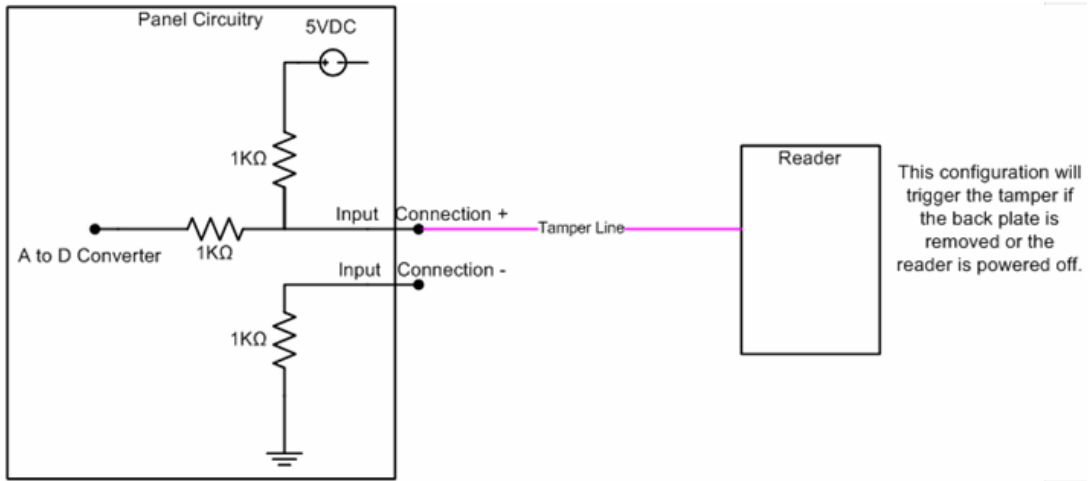 Panel Circuitry
5VDC
1KΩ
Input Connection +
Tamper Line
A to D Converter
1KΩ
Input Connection -
1KΩ
Reader
This configuration will
trigger the tamper if
the back plate is
removed or the
reader is powered off.